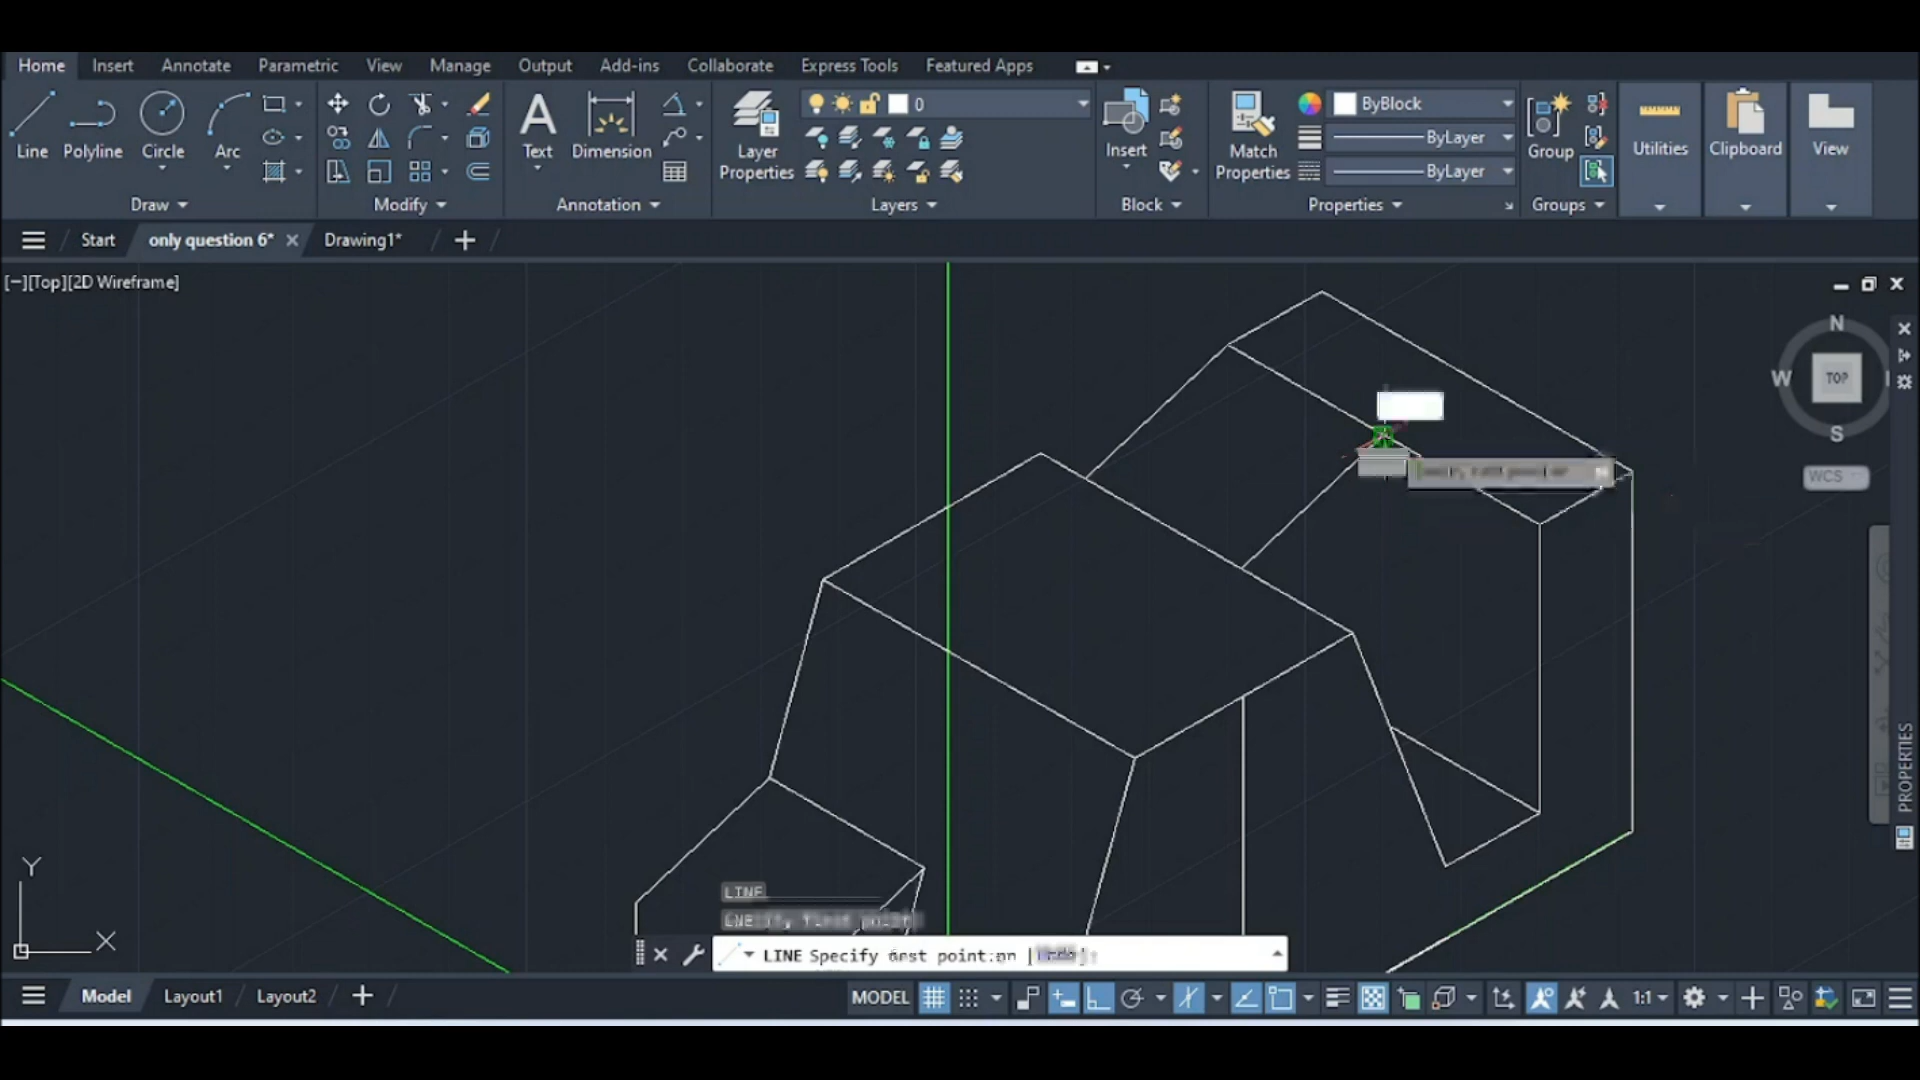 Home Insert Annotate Parametric View Manage Output Add-ins Collaborate Express Tools Featured Apps
Line Polyline Circle Arc
Text Dimension
Layer Properties
0
Insert
Match Properties
ByBlock
ByLayer
ByLayer
Group
Utilities Clipboard View
Draw Modify Annotation Layers Block Properties Groups
Start only question 6* Drawing1*
[−][Top][2D Wireframe]
N
W TOP
S
WCS
PROPERTIES
Y
X
LINE
LINE Specify point
Model Layout1 Layout2
MODEL 1:1